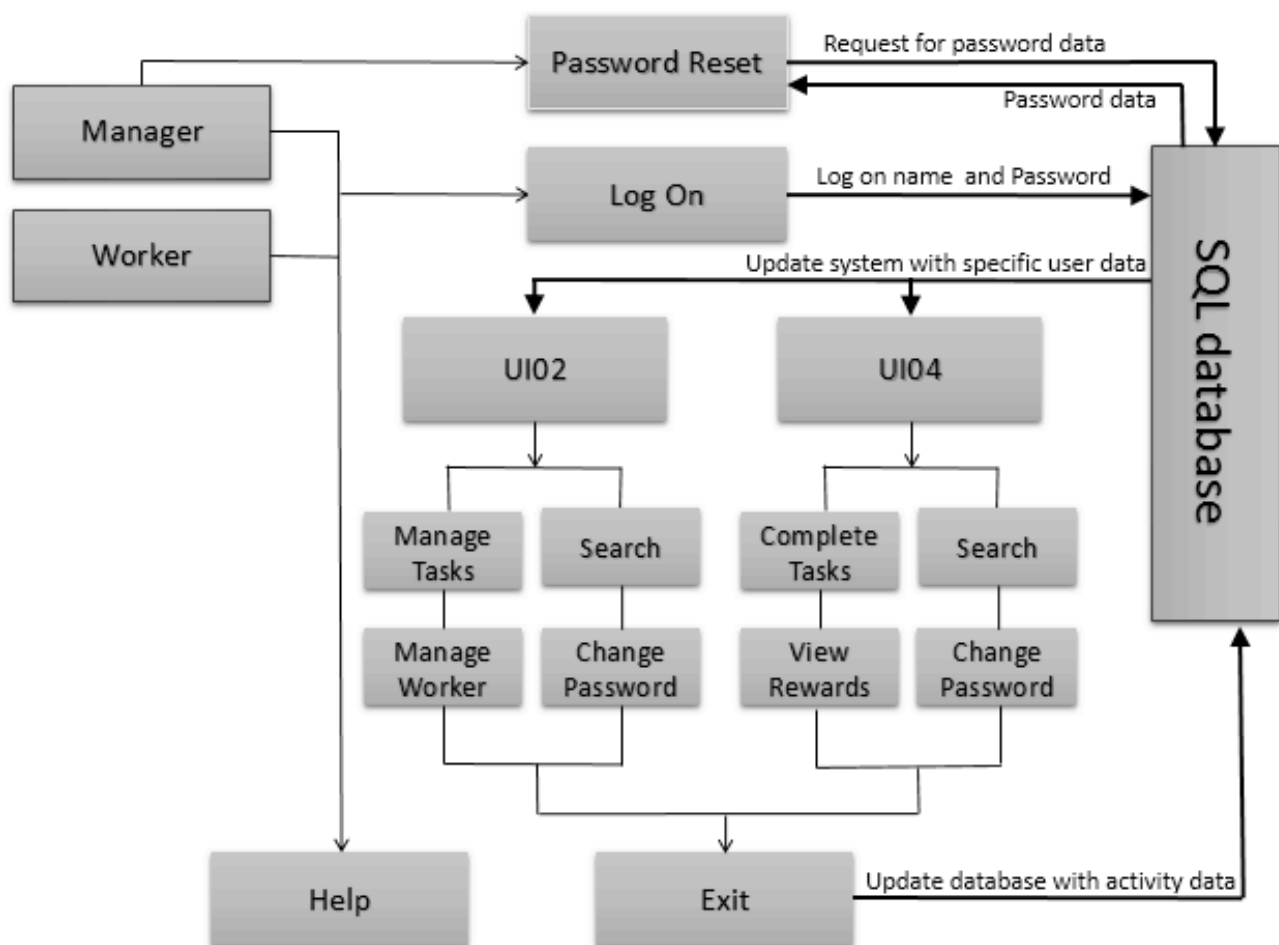 Password Reset
Request for password data
Password data
Manager
Log On
Log on name and Password
Worker
Update system with specific user data
SQL database
UI02
UI04
Manage
Tasks
Search
Complete
Tasks
Search
Manage
Worker
Change
Password
View
Rewards
Change
Password
Help
Exit
Update database with activity data